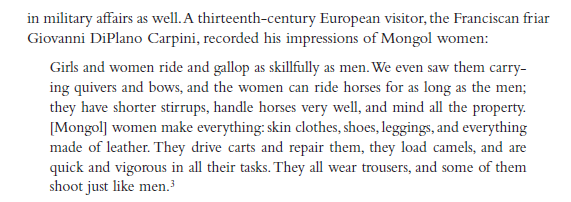 in military affairs as well. A thirteenth-century European visitor, the Franciscan friar
Giovanni DiPlano Carpini, recorded his impressions of Mongol women:
Girls and women ride and gallop as skillfully as men. We even saw them carry-
ing quivers and bows, and the women can ride horses for as long as the men;
they have shorter stirrups, handle horses very well, and mind all the property.
[Mongol] women make everything: skin clothes, shoes, leggings, and everything
made of leather. They drive carts and repair them, they load camels, and are
quick and vigorous in all their tasks. They all wear trousers, and some of them
shoot just like men.³